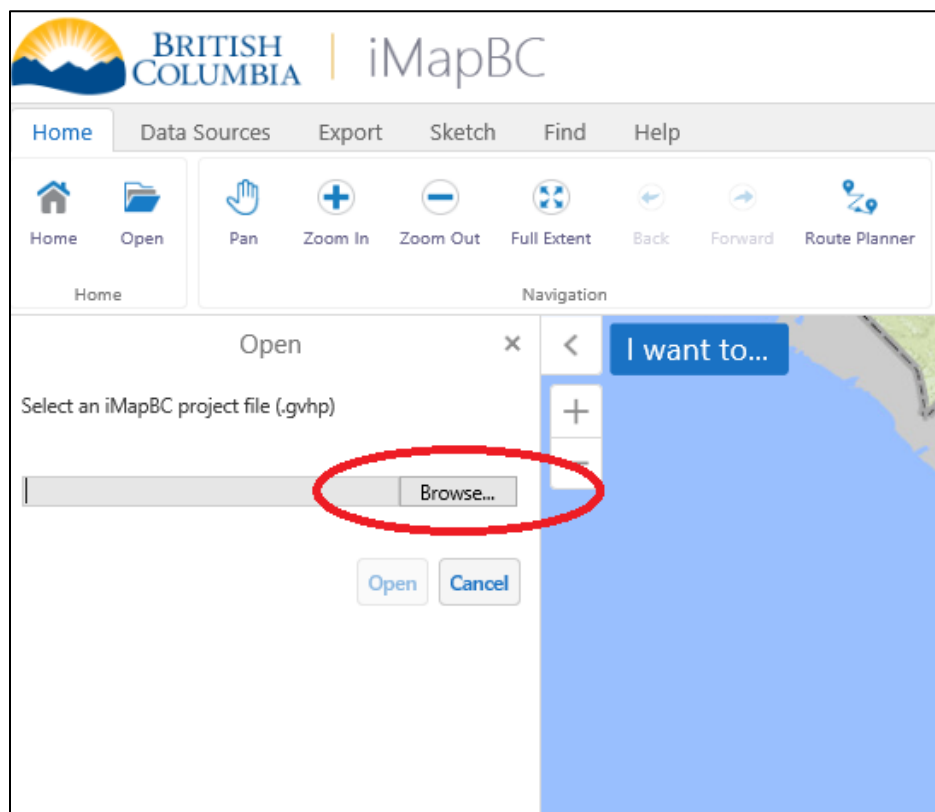 BRITISH
COLUMBIA
iMapBC
Home Data Sources Export Sketch Find Help
Home Open Pan Zoom In Zoom Out Full Extent Back Forward Route Planner
Home Navigation
Open
I want to...
Select an iMapBC project file (.gvhp)
Browse...
Open Cancel